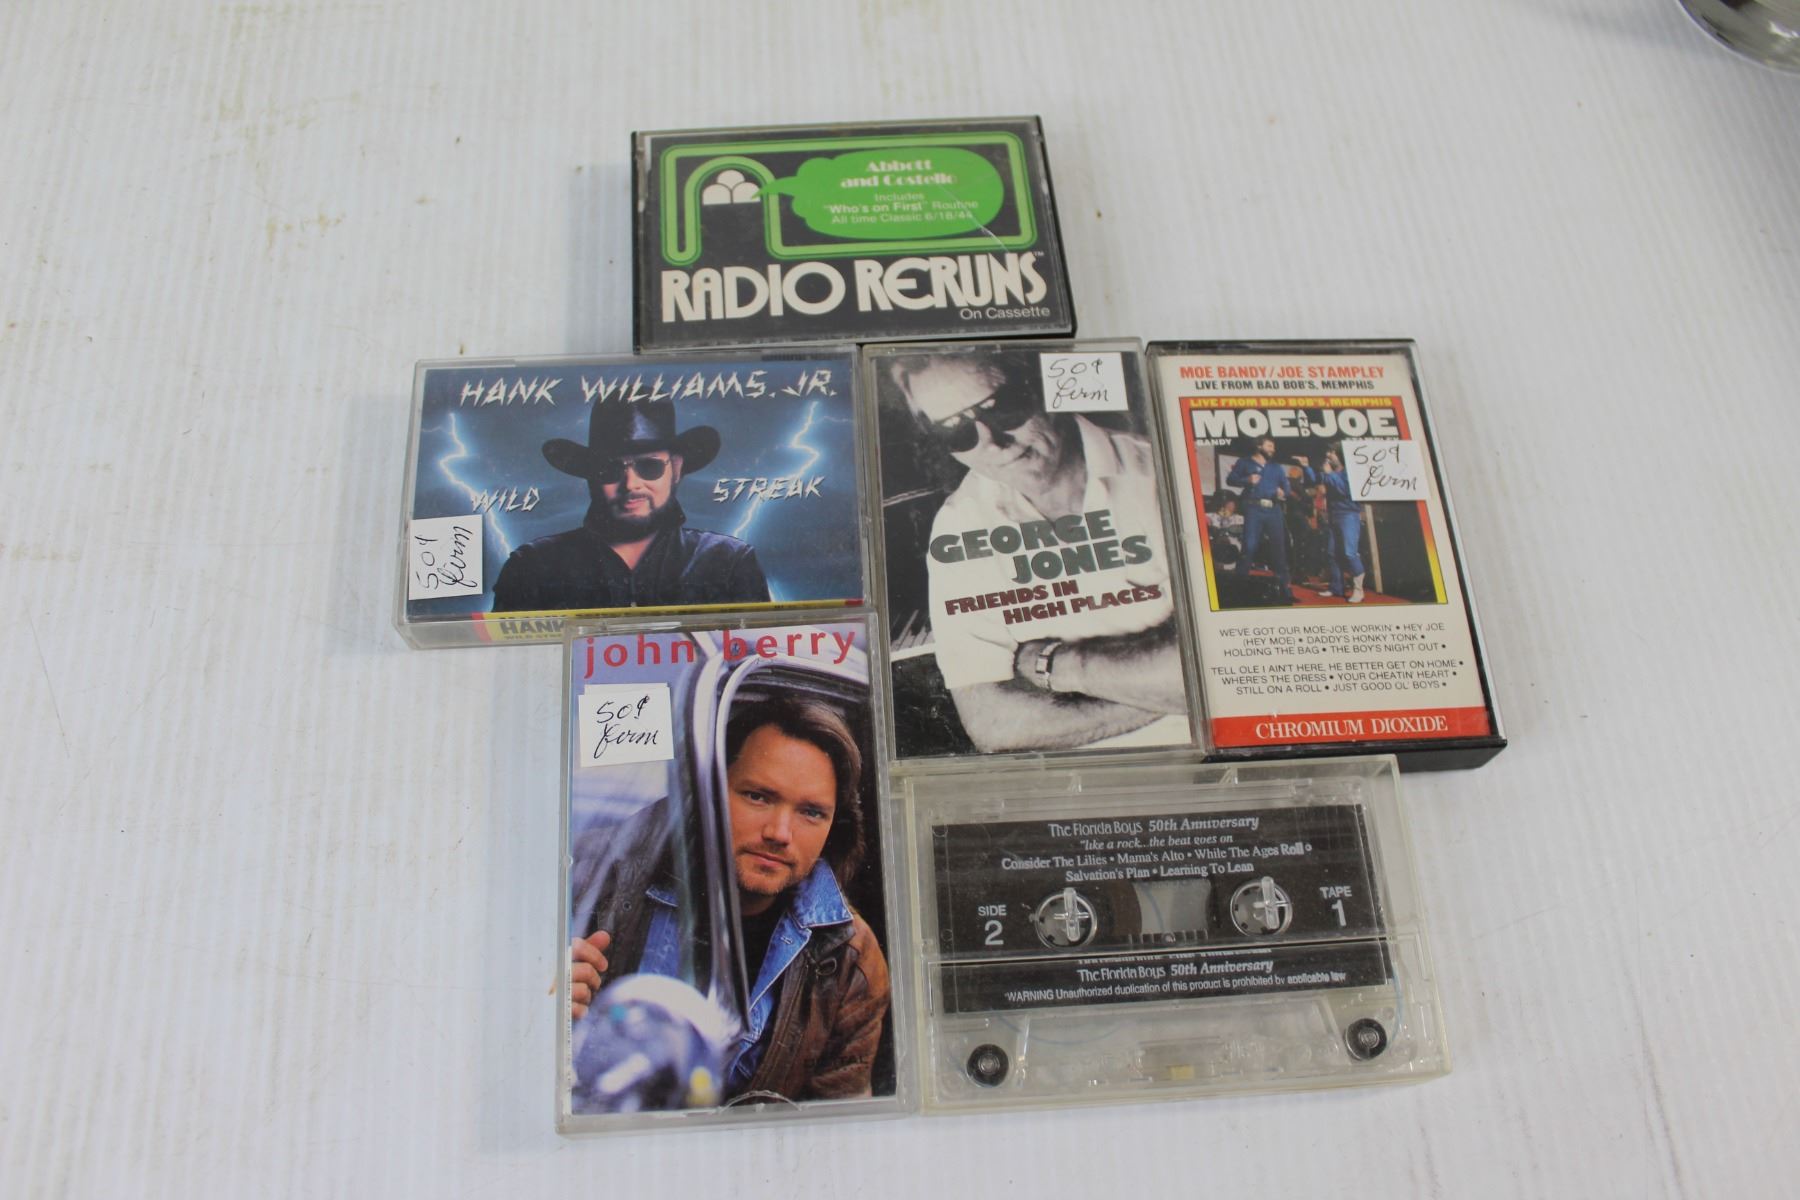 Abbott
and Costello
Includes
"Who's on First" Routine
All time Classic 6/18/44
RADIO RERUNS™
On Cassette
HANK WILLIAMS, JR.
WILD STREAK
50¢
firm
HANK
GEORGE
JONES
FRIENDS IN
HIGH PLACES
50¢
firm
MOE BANDY/JOE STAMPLEY
LIVE FROM BAD BOB'S, MEMPHIS
LIVE FROM BAD BOB'S, MEMPHIS
MOE AND JOE
BANDY STAMPLEY
50¢
firm
WE'VE GOT OUR MOE-JOE WORKIN' • HEY JOE
(HEY MOE) • DADDY'S HONKY TONK •
HOLDING THE BAG • THE BOY'S NIGHT OUT •
TELL OLE I AIN'T HERE, HE BETTER GET ON HOME •
WHERE'S THE DRESS • YOUR CHEATIN' HEART •
STILL ON A ROLL • JUST GOOD OL' BOYS •
CHROMIUM DIOXIDE
john berry
50¢
firm
DIGITAL
The Florida Boys 50th Anniversary
"like a rock...the beat goes on
Consider The Lilies • Mama's Alto • While The Ages Roll •
Salvation's Plan • Learning To Lean
SIDE
2
TAPE
1
The Florida Boys 50th Anniversary
"WARNING Unauthorized duplication of this product is prohibited by applicable law